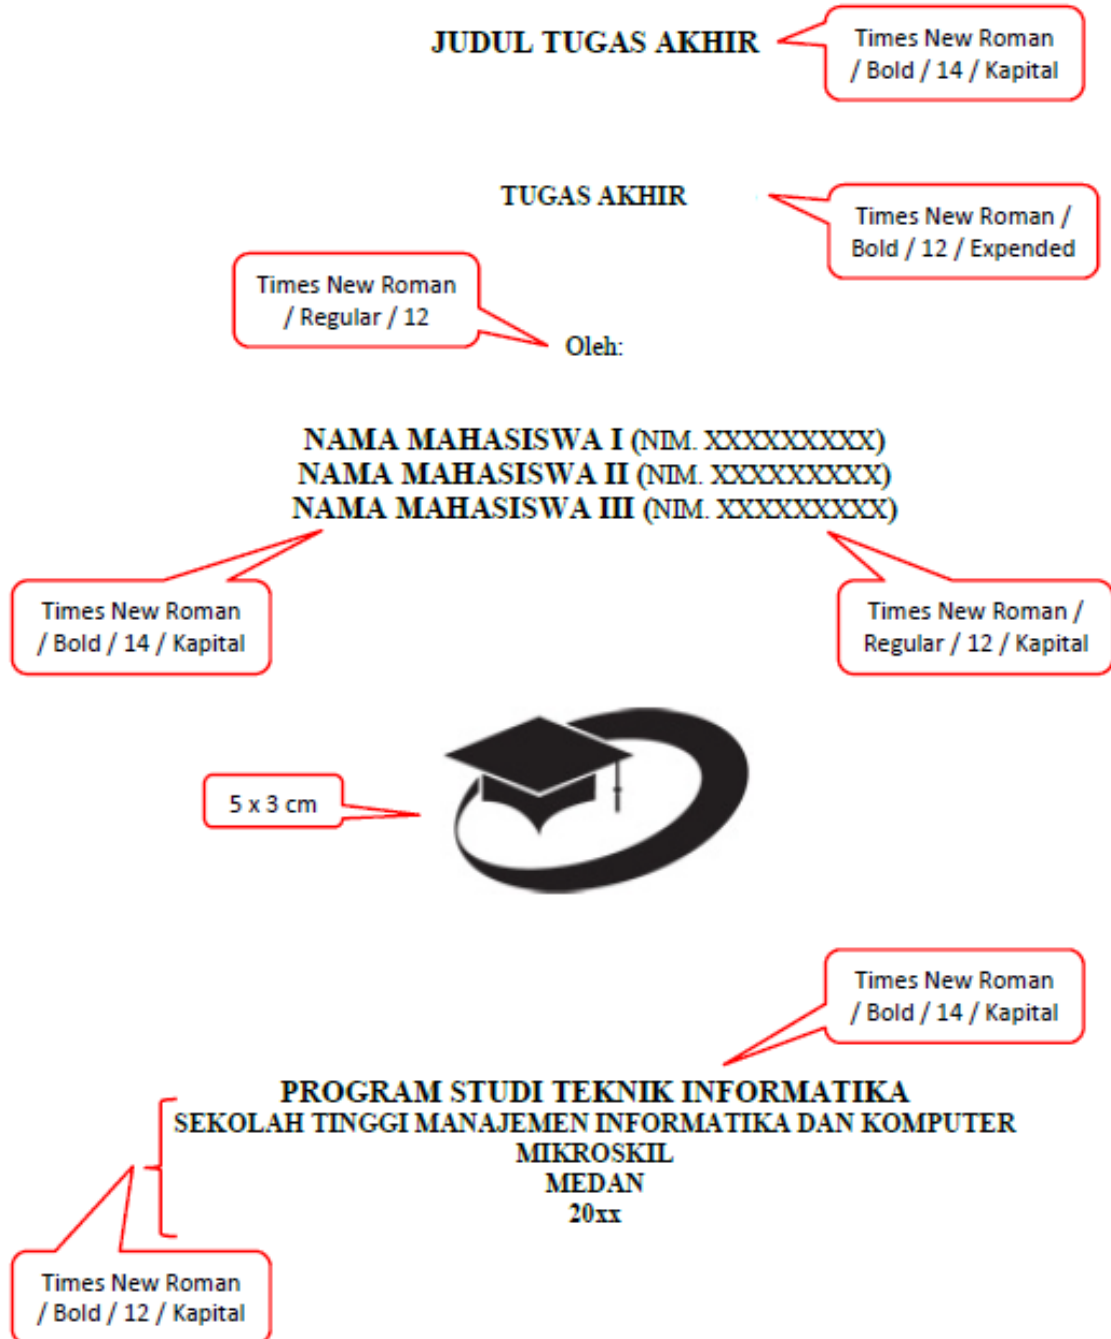 JUDUL TUGAS AKHIR
Times New Roman
/ Bold / 14 / Kapital
TUGAS AKHIR
Times New Roman /
Bold / 12 / Expended
Times New Roman
/ Regular / 12
Oleh:
NAMA MAHASISWA I (NIM. XXXXXXXXX)
NAMA MAHASISWA II (NIM. XXXXXXXXX)
NAMA MAHASISWA III (NIM. XXXXXXXXX)
Times New Roman
/ Bold / 14 / Kapital
Times New Roman /
Regular / 12 / Kapital
5 x 3 cm
Times New Roman
/ Bold / 14 / Kapital
PROGRAM STUDI TEKNIK INFORMATIKA
SEKOLAH TINGGI MANAJEMEN INFORMATIKA DAN KOMPUTER
MIKROSKIL
MEDAN
20xx
Times New Roman
/ Bold / 12 / Kapital